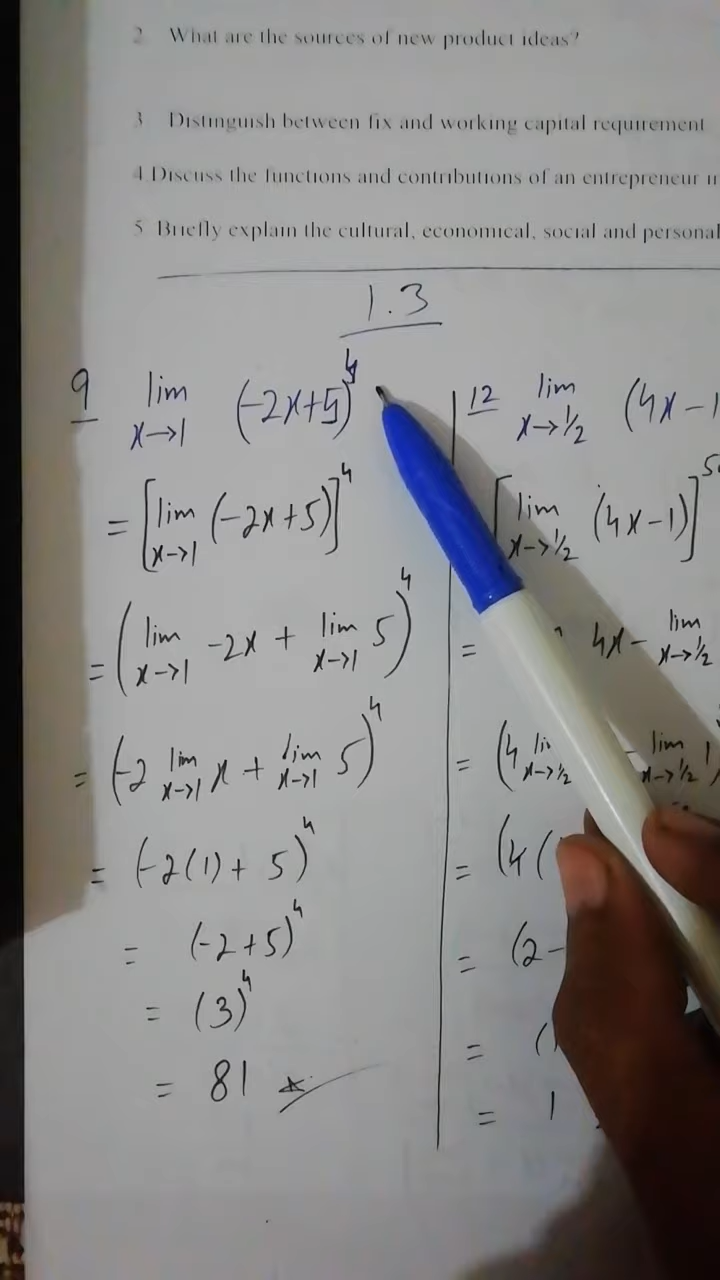 2 What are the sources of new product ideas?
3 Distinguish between fix and working capital requirement
4 Discuss the functions and contributions of an entrepreneur
5 Briefly explain the cultural, economical, social and personal
1.3
9 lim x→1 (-2x+5)^4
= [lim x→1 (-2x+5)]^4
= (lim x→1 -2x + lim x→1 5)^4
= (-2 lim x→1 x + lim x→1 5)^4
= (-2(1) + 5)^4
= (-2+5)^4
= (3)^4
= 81
12 lim x→1/2 (4x-1
[lim x→1/2 (4x-1)]
= 4x - lim x→1/2
= (4 x→1/2 - lim x→1/2 1
= (4(
= (2-
= (
= 1